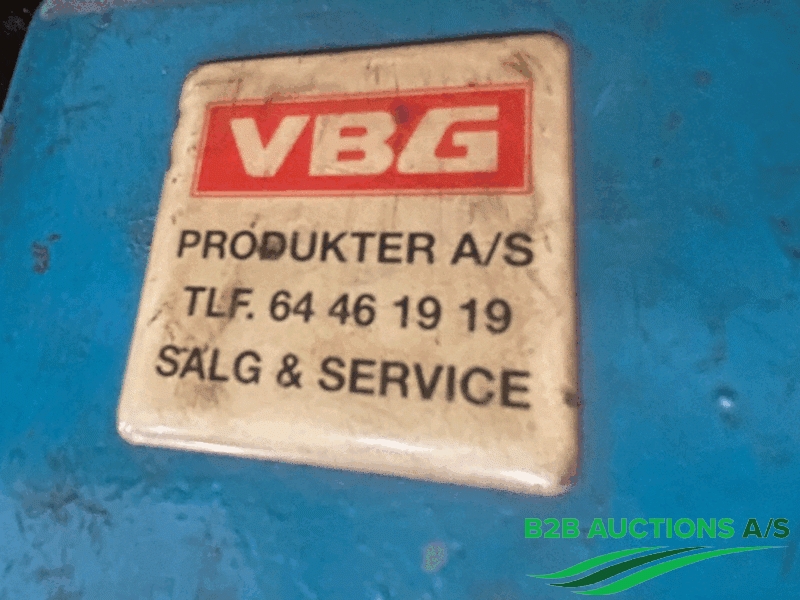 VBG
PRODUKTER A/S
TLF. 64 46 19 19
SALG & SERVICE
B2B AUCTIONS A/S